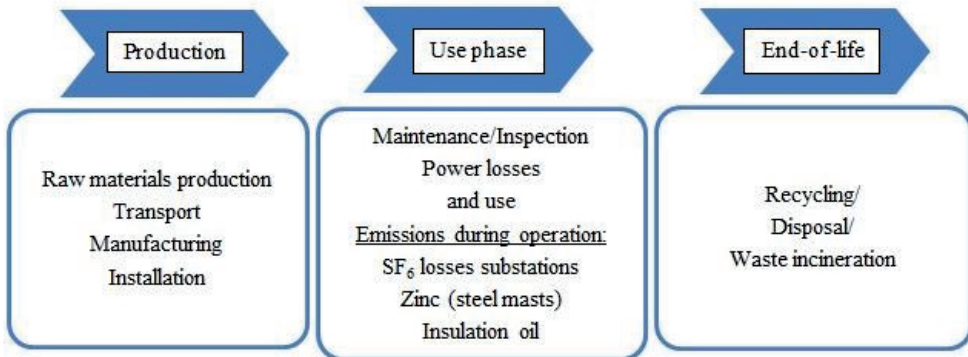 Production
Raw materials production
Transport
Manufacturing
Installation
Use phase
Maintenance/Inspection
Power losses
and use
Emissions during operation:
SF₆ losses substations
Zinc (steel masts)
Insulation oil
End-of-life
Recycling/
Disposal/
Waste incineration